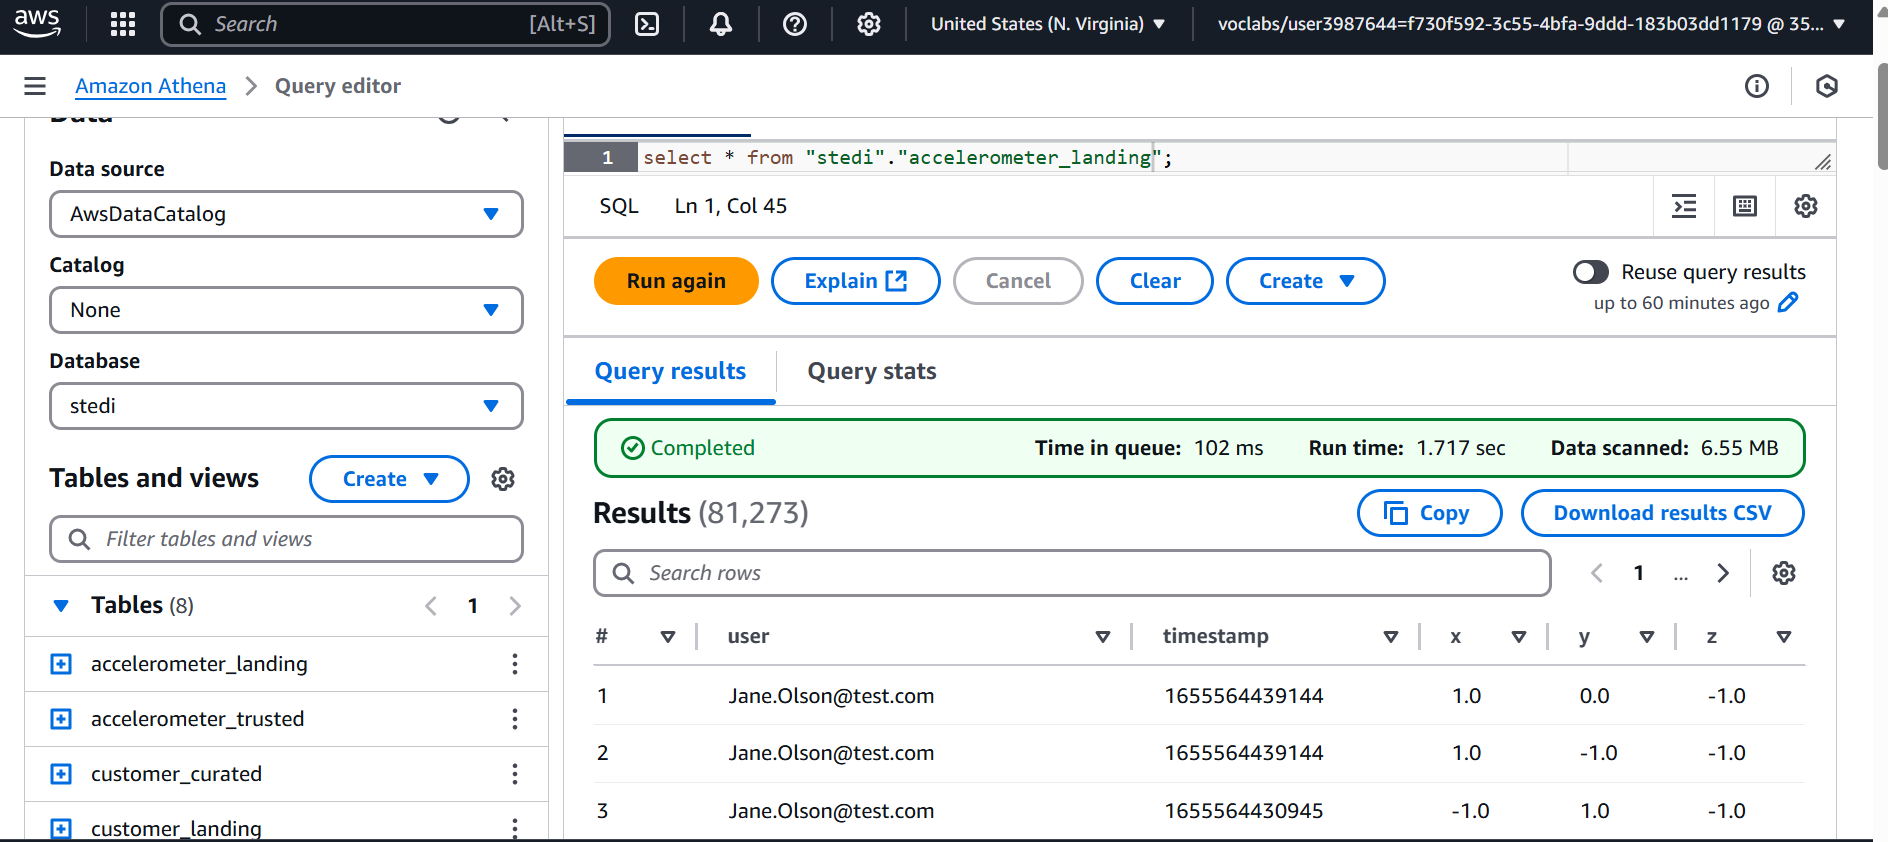 aws
Search [Alt+S]
United States (N. Virginia)
voclabs/user3987644=f730f592-3c55-4bfa-9ddd-183b03dd1179 @ 35...
Amazon Athena
Query editor
Data
Data source
AwsDataCatalog
Catalog
None
Database
stedi
Tables and views
Create
Filter tables and views
Tables (8)
1
accelerometer_landing
accelerometer_trusted
customer_curated
customer_landing
1 select * from "stedi"."accelerometer_landing";
SQL Ln 1, Col 45
Run again
Explain
Cancel
Clear
Create
Reuse query results
up to 60 minutes ago
Query results
Query stats
Completed
Time in queue: 102 ms
Run time: 1.717 sec
Data scanned: 6.55 MB
Results (81,273)
Copy
Download results CSV
Search rows
1 ...
# user timestamp x y z
1 Jane.Olson@test.com 1655564439144 1.0 0.0 -1.0
2 Jane.Olson@test.com 1655564439144 1.0 -1.0 -1.0
3 Jane.Olson@test.com 1655564430945 -1.0 1.0 -1.0